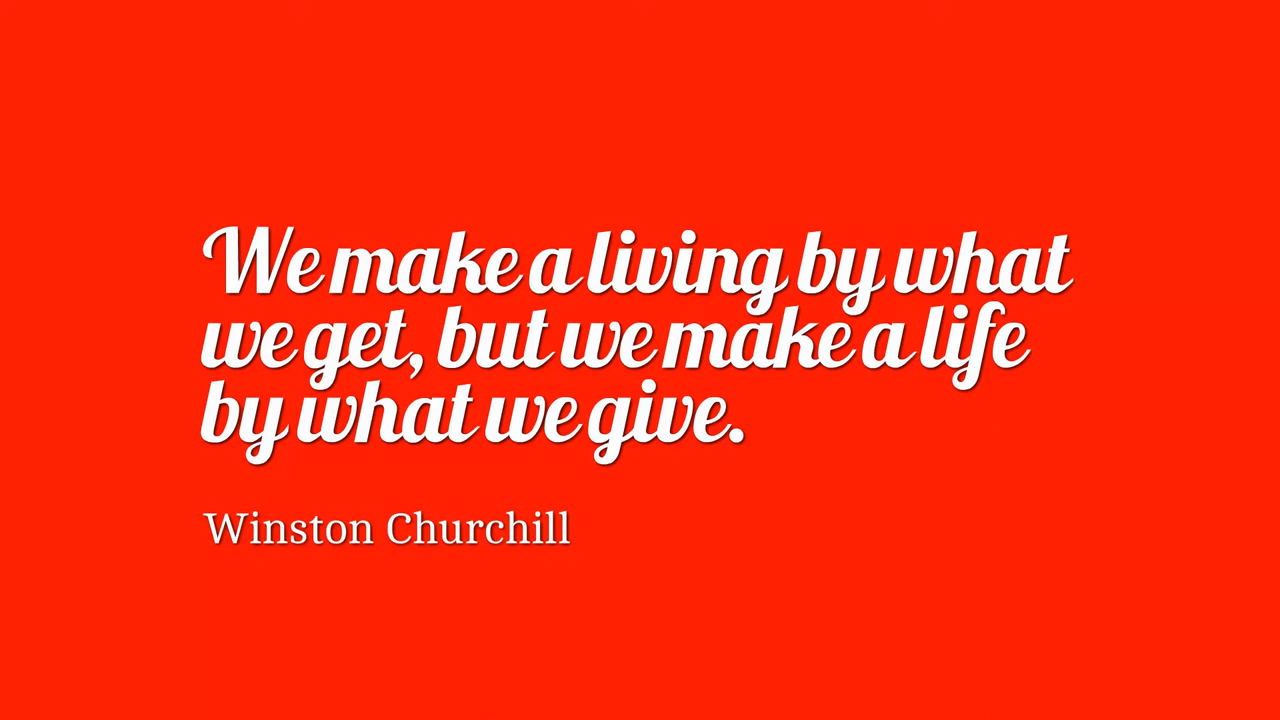 We make a living by what
we get, but we make a life
by what we give.
Winston Churchill